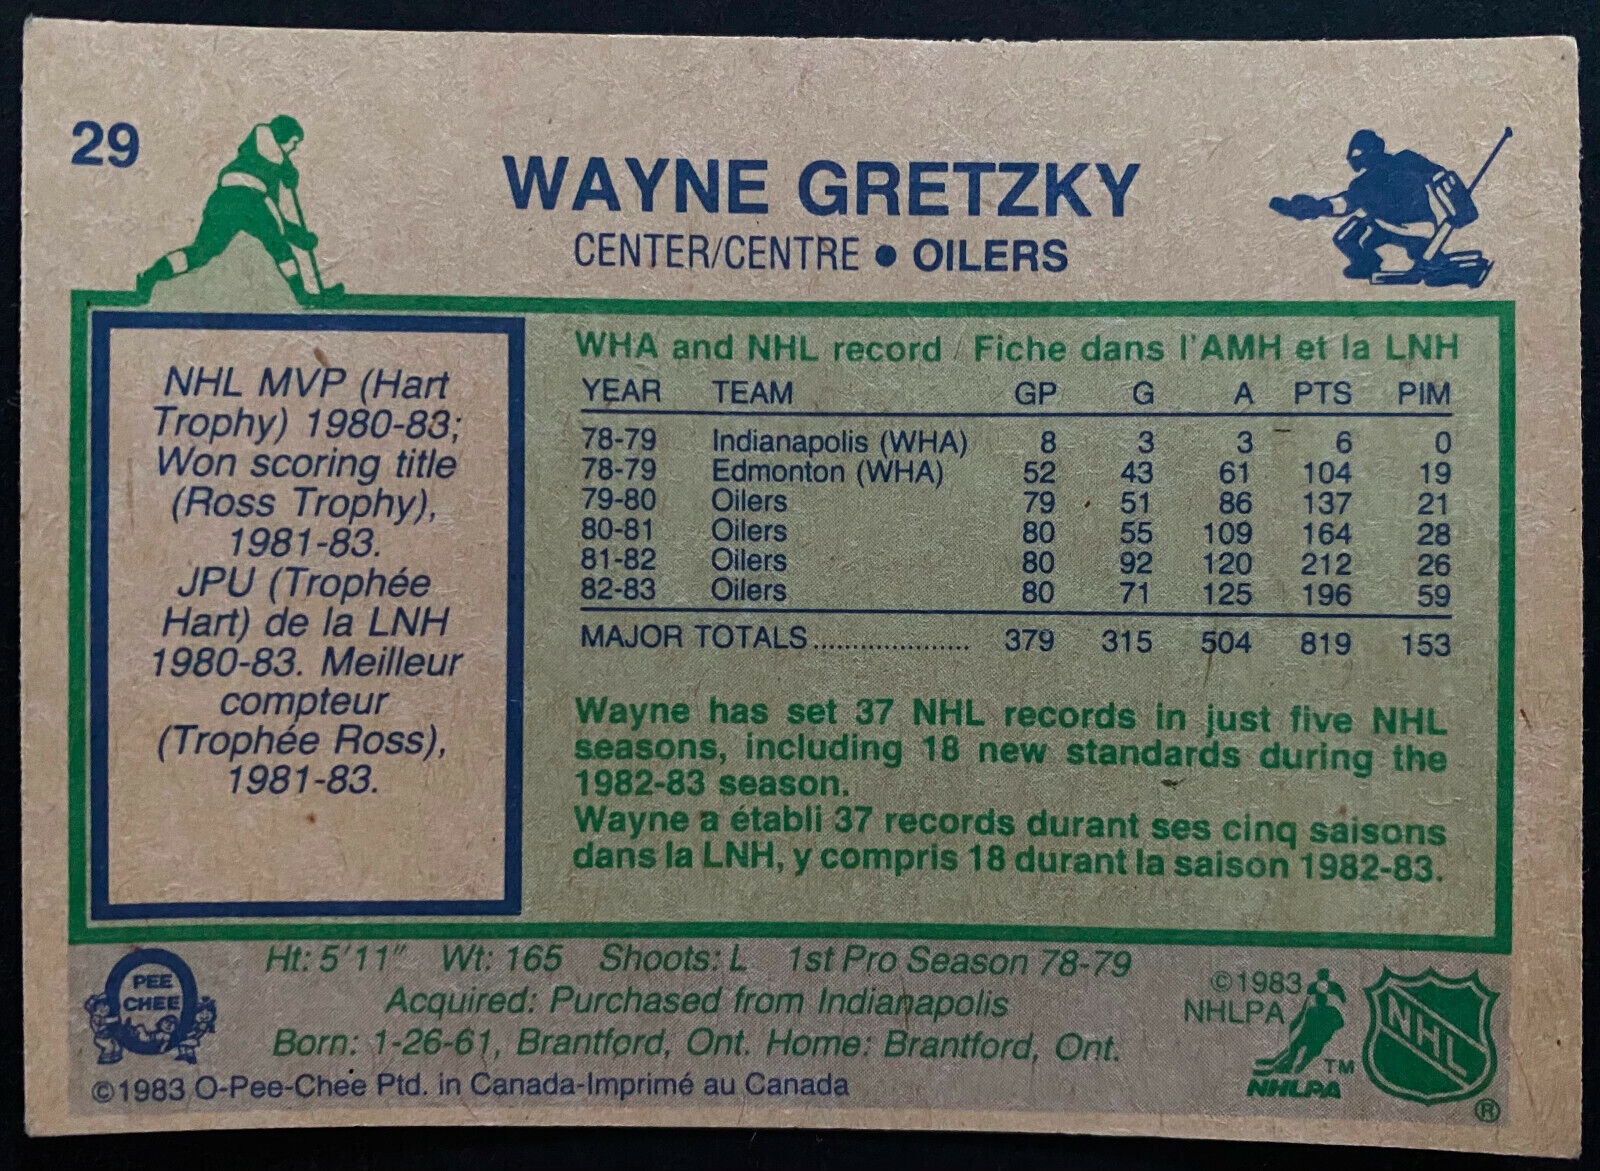 29
WAYNE GRETZKY
CENTER/CENTRE • OILERS
NHL MVP (Hart
Trophy) 1980-83;
Won scoring title
(Ross Trophy),
1981-83.
JPU (Trophée
Hart) de la LNH
1980-83. Meilleur
compteur
(Trophée Ross),
1981-83.
WHA and NHL record / Fiche dans l'AMH et la LNH
YEAR TEAM GP G A PTS PIM
78-79 Indianapolis (WHA) 8 3 3 6 0
78-79 Edmonton (WHA) 52 43 61 104 19
79-80 Oilers 79 51 86 137 21
80-81 Oilers 80 55 109 164 28
81-82 Oilers 80 92 120 212 26
82-83 Oilers 80 71 125 196 59
MAJOR TOTALS.................... 379 315 504 819 153
Wayne has set 37 NHL records in just five NHL
seasons, including 18 new standards during the
1982-83 season.
Wayne a établi 37 records durant ses cinq saisons
dans la LNH, y compris 18 durant la saison 1982-83.
Ht: 5'11" Wt: 165 Shoots: L 1st Pro Season 78-79
Acquired: Purchased from Indianapolis
Born: 1-26-61, Brantford, Ont. Home: Brantford, Ont.
PEE
CHEE
©1983 O-Pee-Chee Ptd. in Canada-Imprimé au Canada
©1983
NHLPA
TM
NHLPA
NHL
®